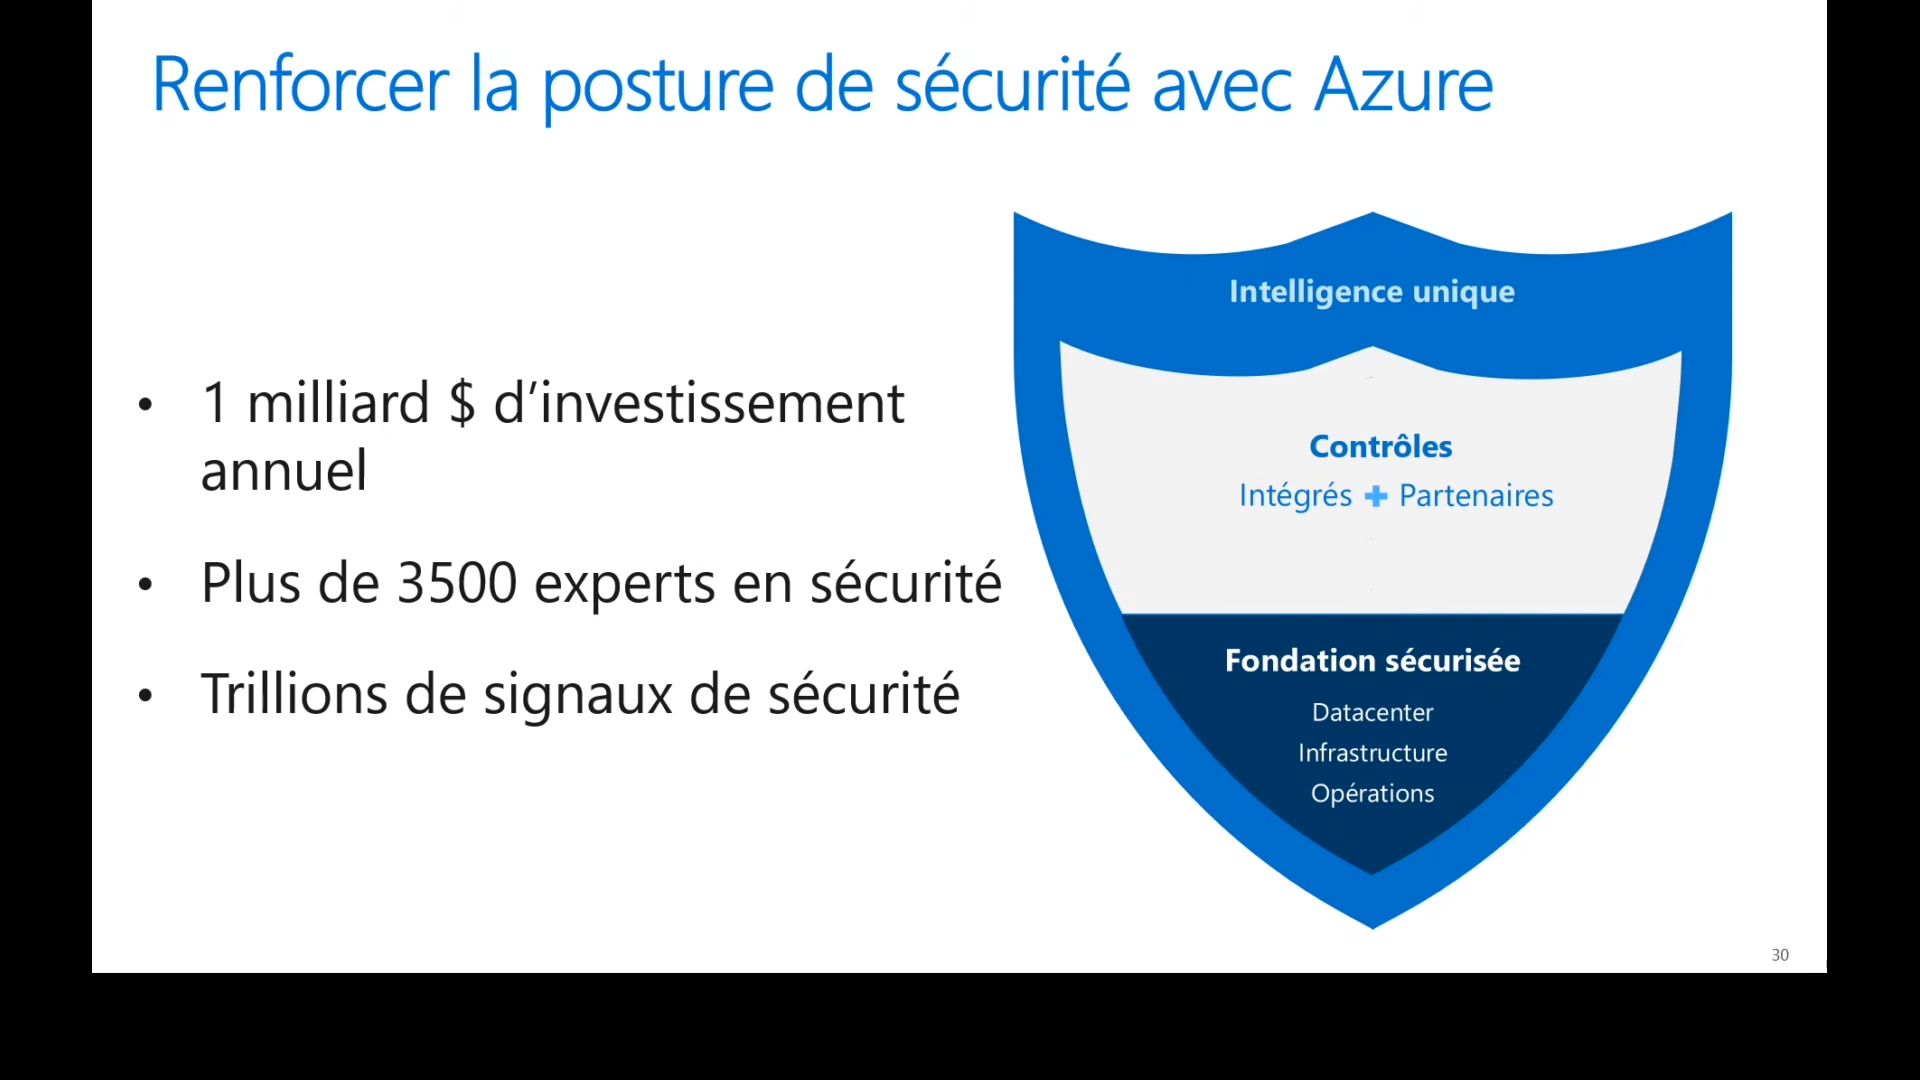 Renforcer la posture de sécurité avec Azure
• 1 milliard $ d’investissement
annuel
• Plus de 3500 experts en sécurité
• Trillions de signaux de sécurité
Intelligence unique
Contrôles
Intégrés + Partenaires
Fondation sécurisée
Datacenter
Infrastructure
Opérations
30